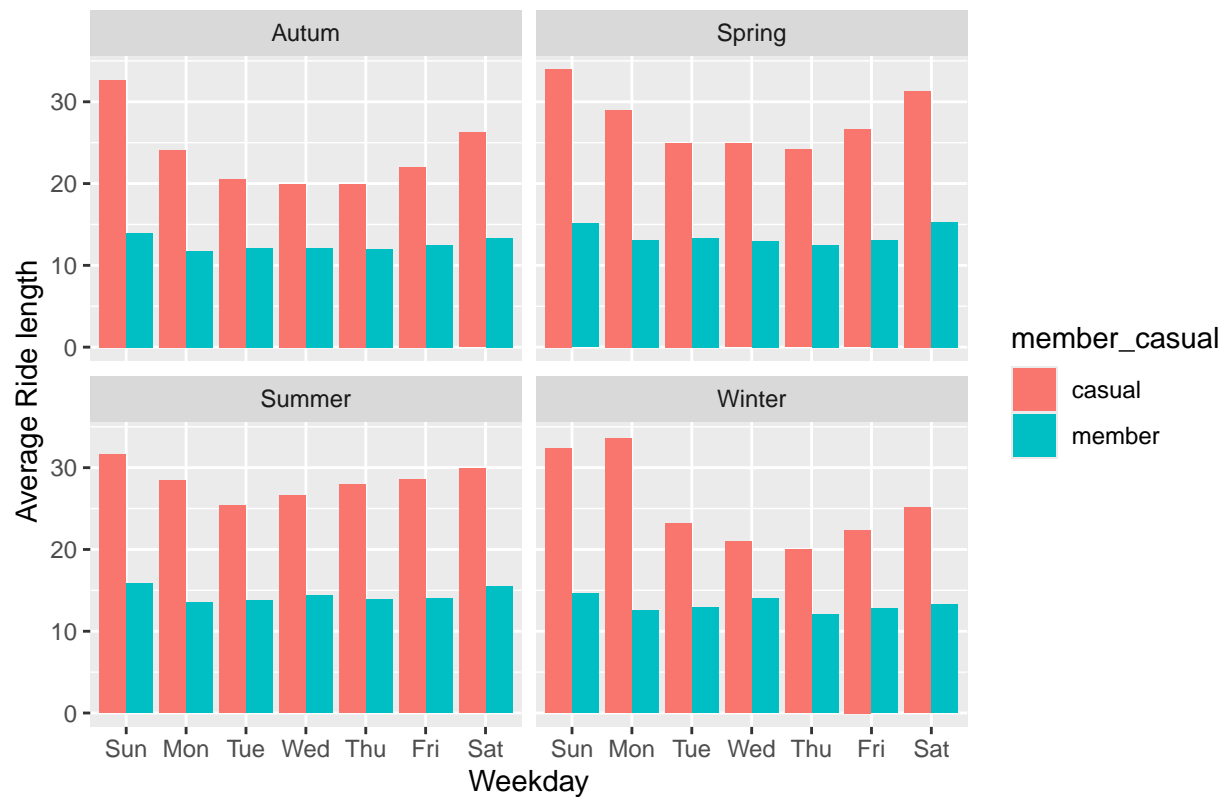 Autum
Spring
30
20
10
0
Summer
Winter
30
20
10
0
Sun Mon Tue Wed Thu Fri Sat
Sun Mon Tue Wed Thu Fri Sat
Weekday
Average Ride length
member_casual
casual
member